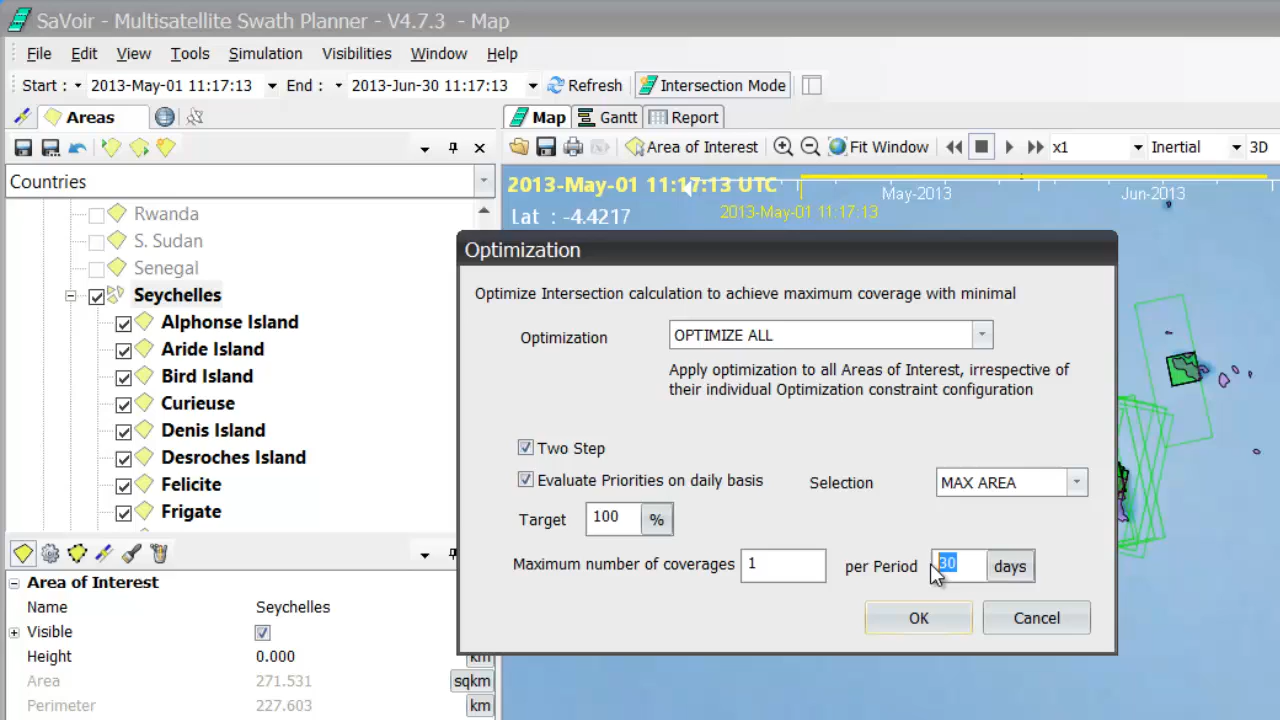 SaVoir - Multisatellite Swath Planner - V4.7.3 - Map
File Edit View Tools Simulation Visibilities Window Help
Start : 2013-May-01 11:17:13 End : 2013-Jun-30 11:17:13 Refresh Intersection Mode
Areas Map Gantt Report
Area of Interest Fit Window x1 Inertial 3D
Countries
2013-May-01 11:17:13 UTC
May-2013 Jun-2013
2013-May-01 11:17:13
Lat : -4.4217
Rwanda
S. Sudan
Senegal
Seychelles
Alphonse Island
Aride Island
Bird Island
Curieuse
Denis Island
Desroches Island
Felicite
Frigate
Optimization
Optimize Intersection calculation to achieve maximum coverage with minimal
Optimization OPTIMIZE ALL
Apply optimization to all Areas of Interest, irrespective of
their individual Optimization constraint configuration
Two Step
Evaluate Priorities on daily basis Selection MAX AREA
Target 100 %
Maximum number of coverages 1 per Period 30 days
OK Cancel
Area of Interest
Name Seychelles
Visible
Height 0.000 km
Area 271.531 sqkm
Perimeter 227.603 km